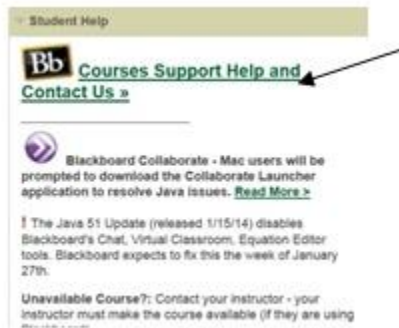 Student Help
Bb Courses Support Help and
Contact Us »
Blackboard Collaborate - Mac users will be
prompted to download the Collaborate Launcher
application to resolve Java issues. Read More >
! The Java 51 Update (released 1/15/14) disables
Blackboard's Chat, Virtual Classroom, Equation Editor
tools. Blackboard expects to fix this the week of January
27th.
Unavailable Course?: Contact your instructor - your
instructor must make the course available (if they are using